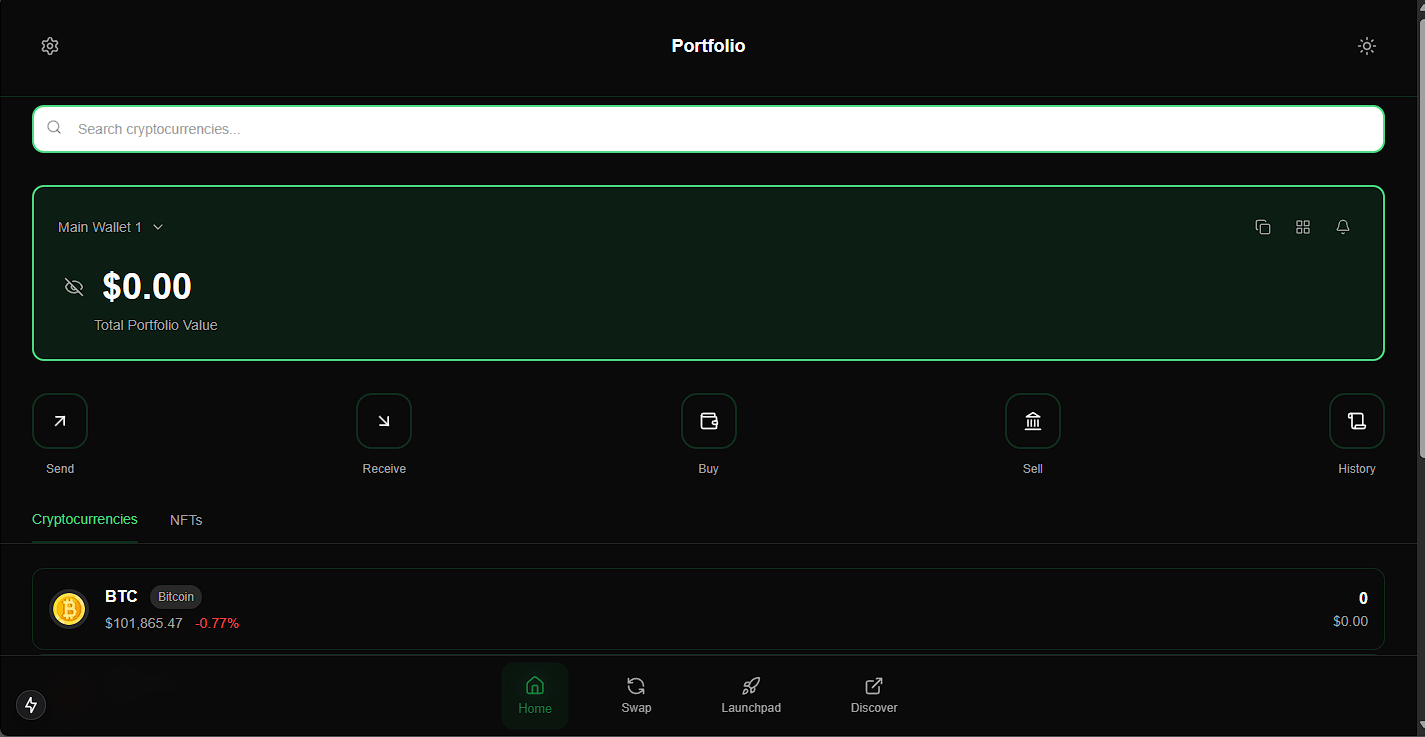 Portfolio
Search cryptocurrencies...
Main Wallet 1
$0.00
Total Portfolio Value
Send Receive Buy Sell History
Cryptocurrencies NFTs
BTC Bitcoin 0
$101,865.47 -0.77% $0.00
Home Swap Launchpad Discover